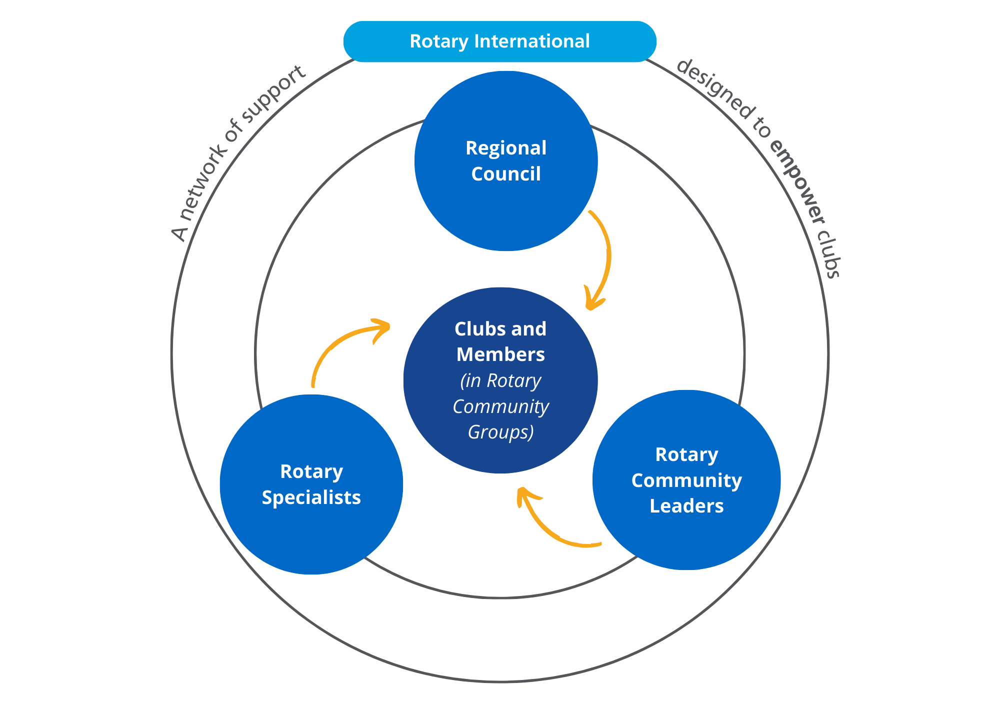 Rotary International
A network of support
designed to empower clubs
Regional
Council
Clubs and
Members
(in Rotary
Community
Groups)
Rotary
Specialists
Rotary
Community
Leaders